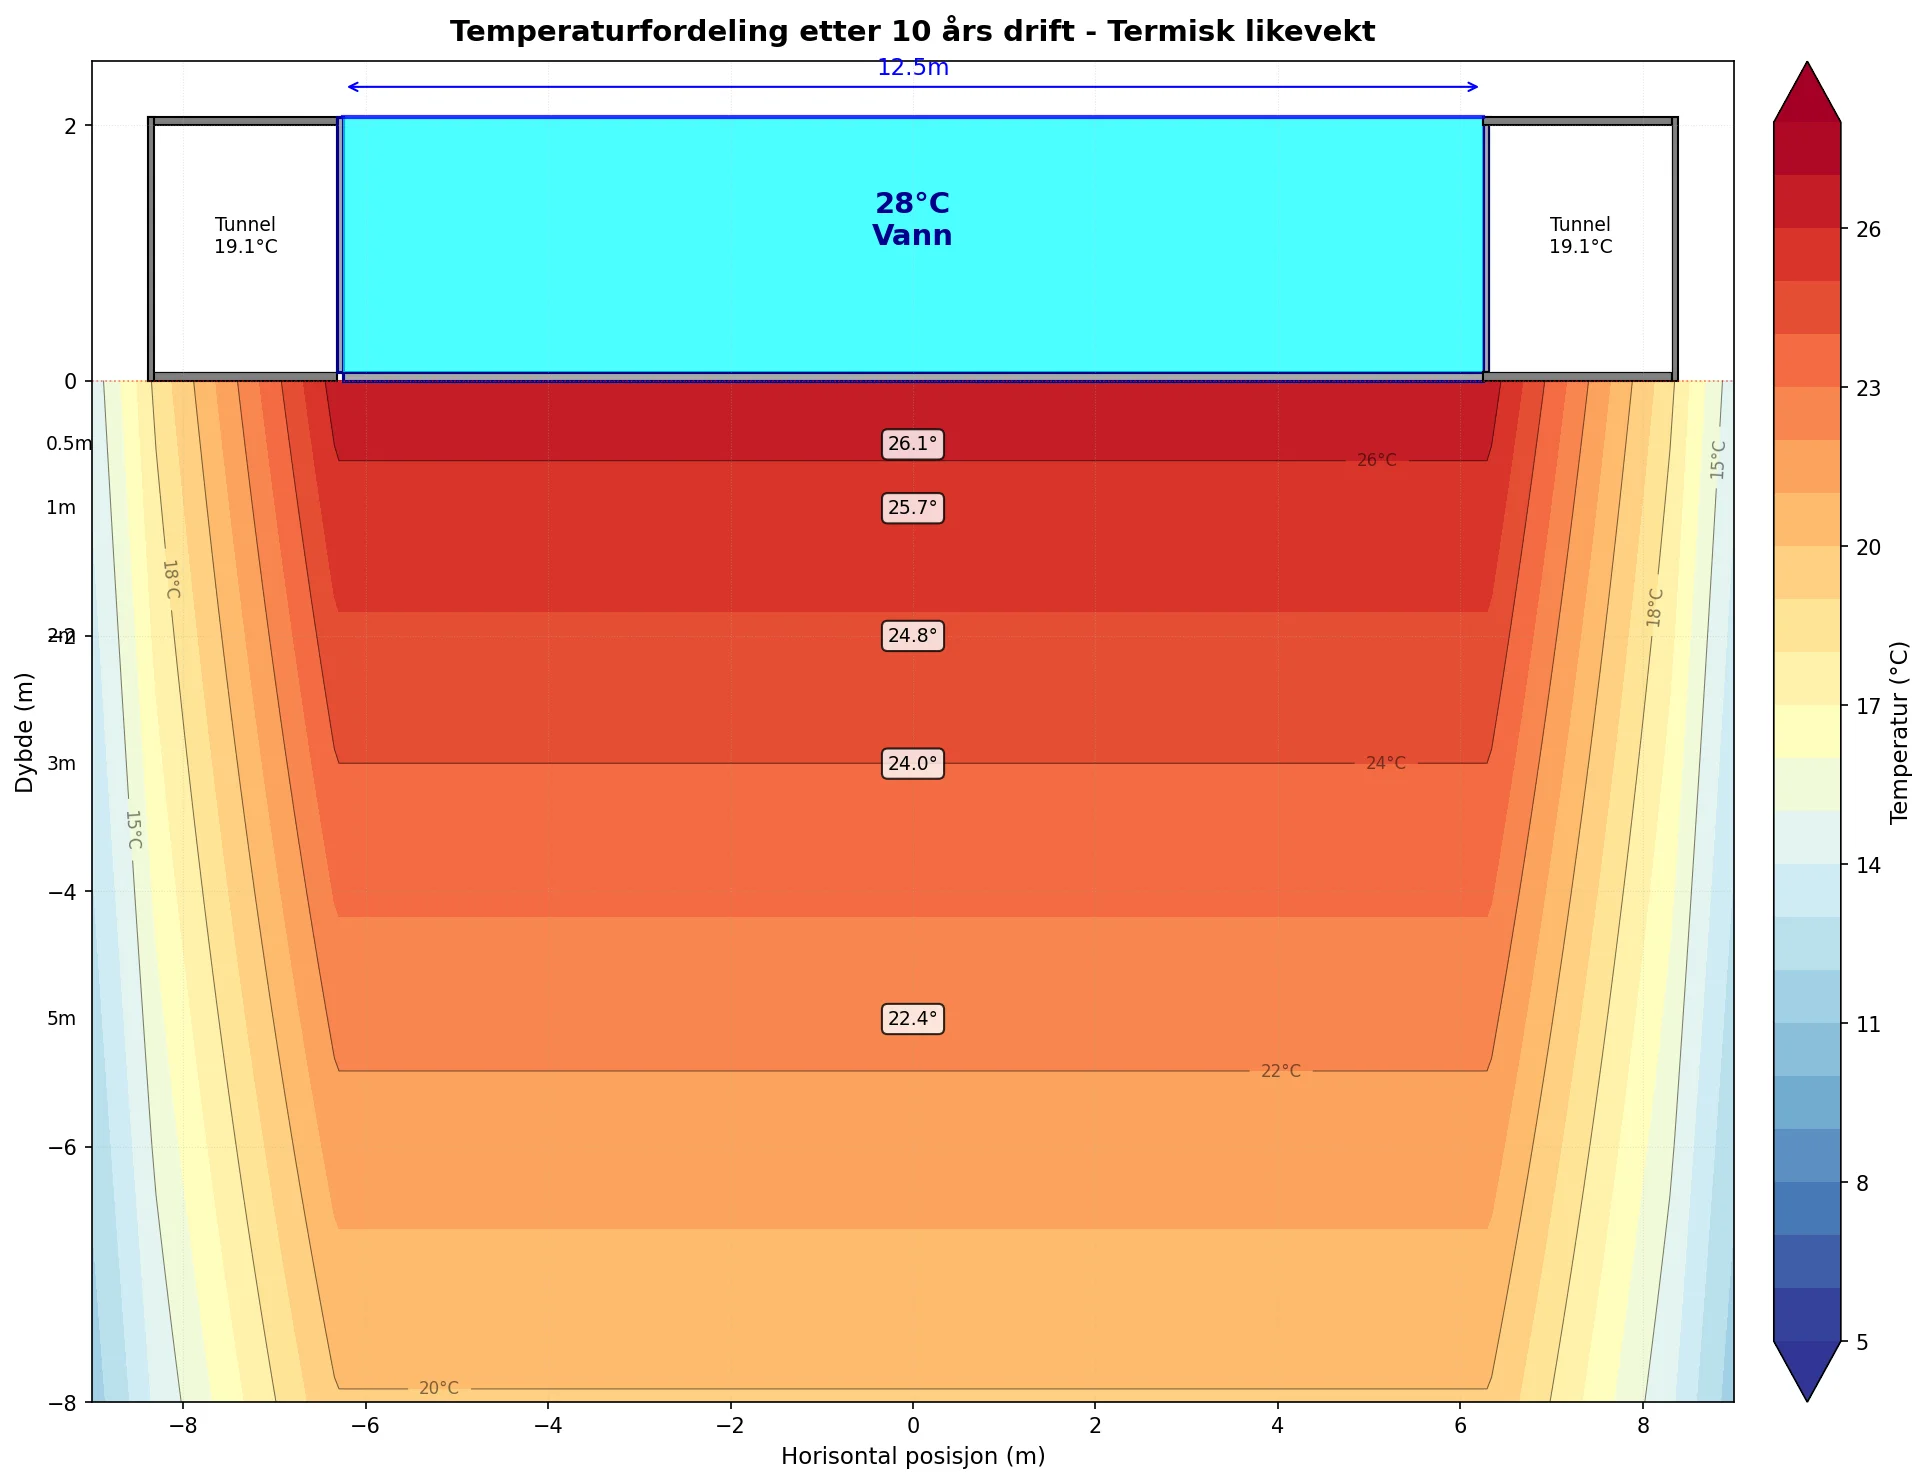 Temperaturfordeling etter 10 års drift - Termisk likevekt
12.5m
28°C
Vann
Tunnel
19.1°C
Tunnel
19.1°C
2
0
−4
−6
−8
0.5m
1m
2m
3m
5m
Dybde (m)
26.1°
25.7°
24.8°
24.0°
22.4°
26°C
24°C
22°C
20°C
18°C
15°C
18°C
15°C
−8
−6
−4
−2
0
2
4
6
8
Horisontal posisjon (m)
26
23
20
17
14
11
8
5
Temperatur (°C)